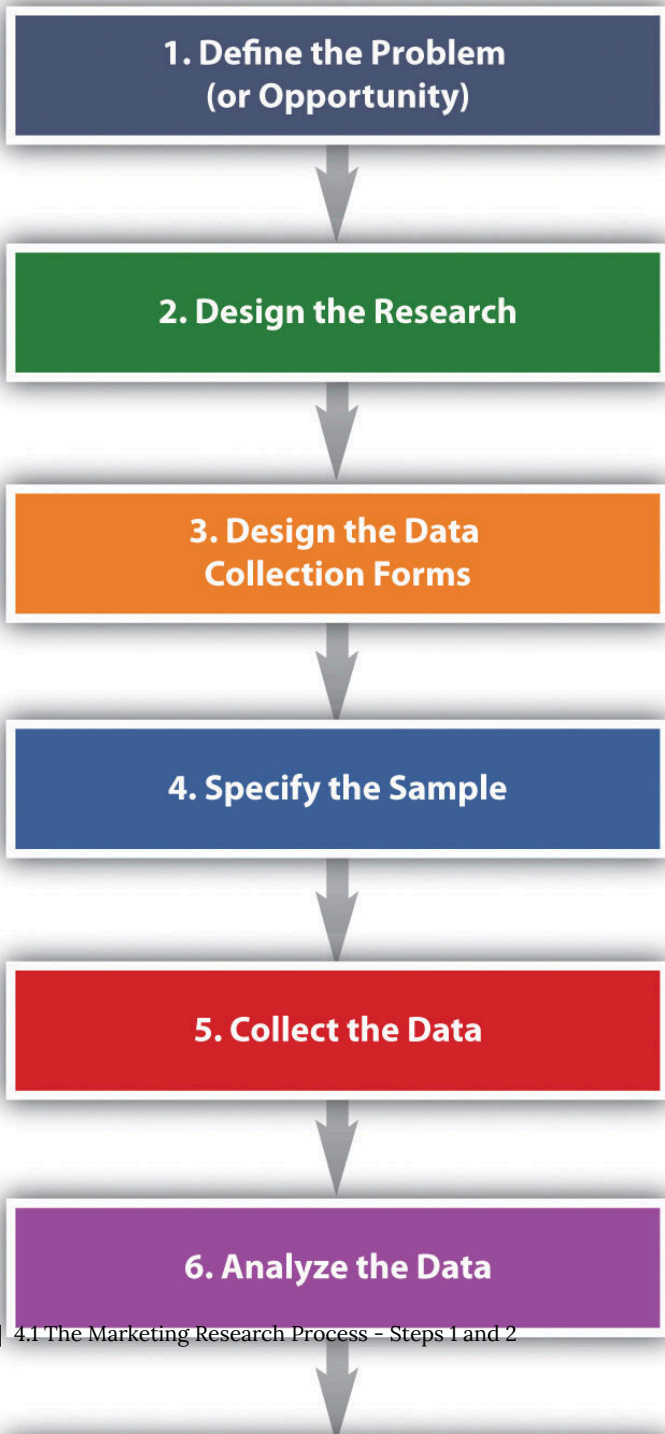 1. Define the Problem
(or Opportunity)
2. Design the Research
3. Design the Data
Collection Forms
4. Specify the Sample
5. Collect the Data
6. Analyze the Data
| 4.1 The Marketing Research Process - Steps 1 and 2